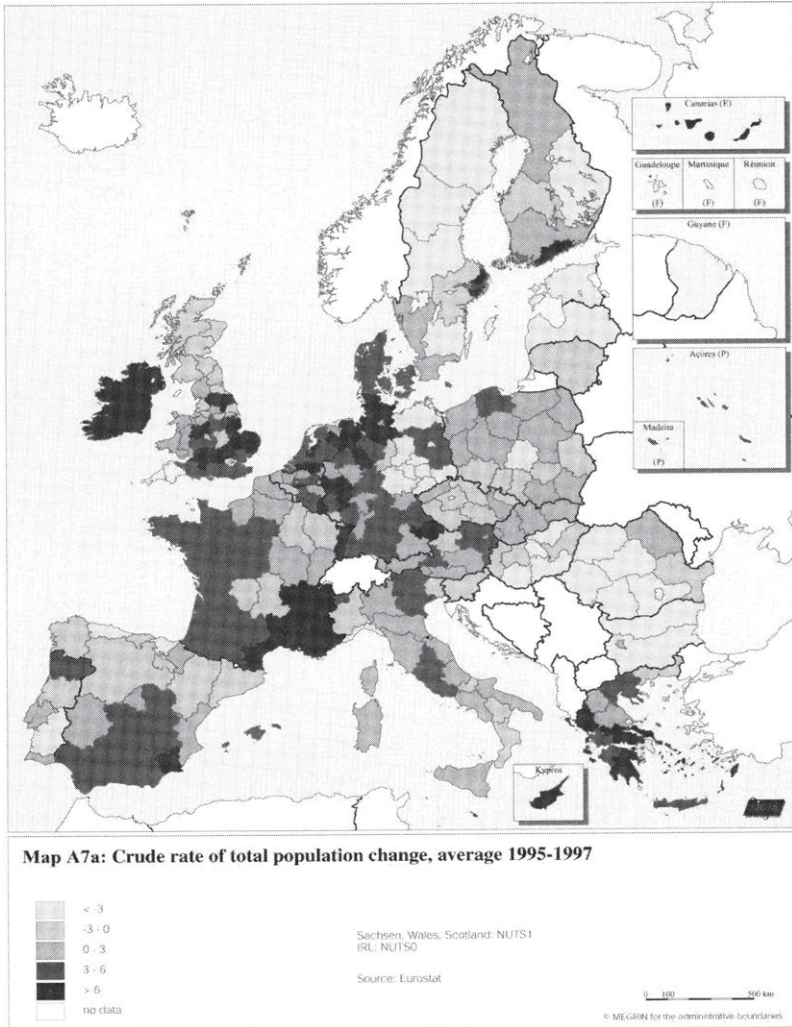 Canarias (E)
Guadeloupe
Martinique
Réunion
(F)
(F)
(F)
Guyane (F)
Açores (P)
Madeira
(P)
Kypros
Map A7a: Crude rate of total population change, average 1995-1997
< -3
-3 - 0
0 - 3
3 - 6
> 6
no data
Sachsen, Wales, Scotland: NUTS1
IRL: NUTS0
Source: Eurostat
0 100 500 km
© MEGRIN for the administrative boundaries